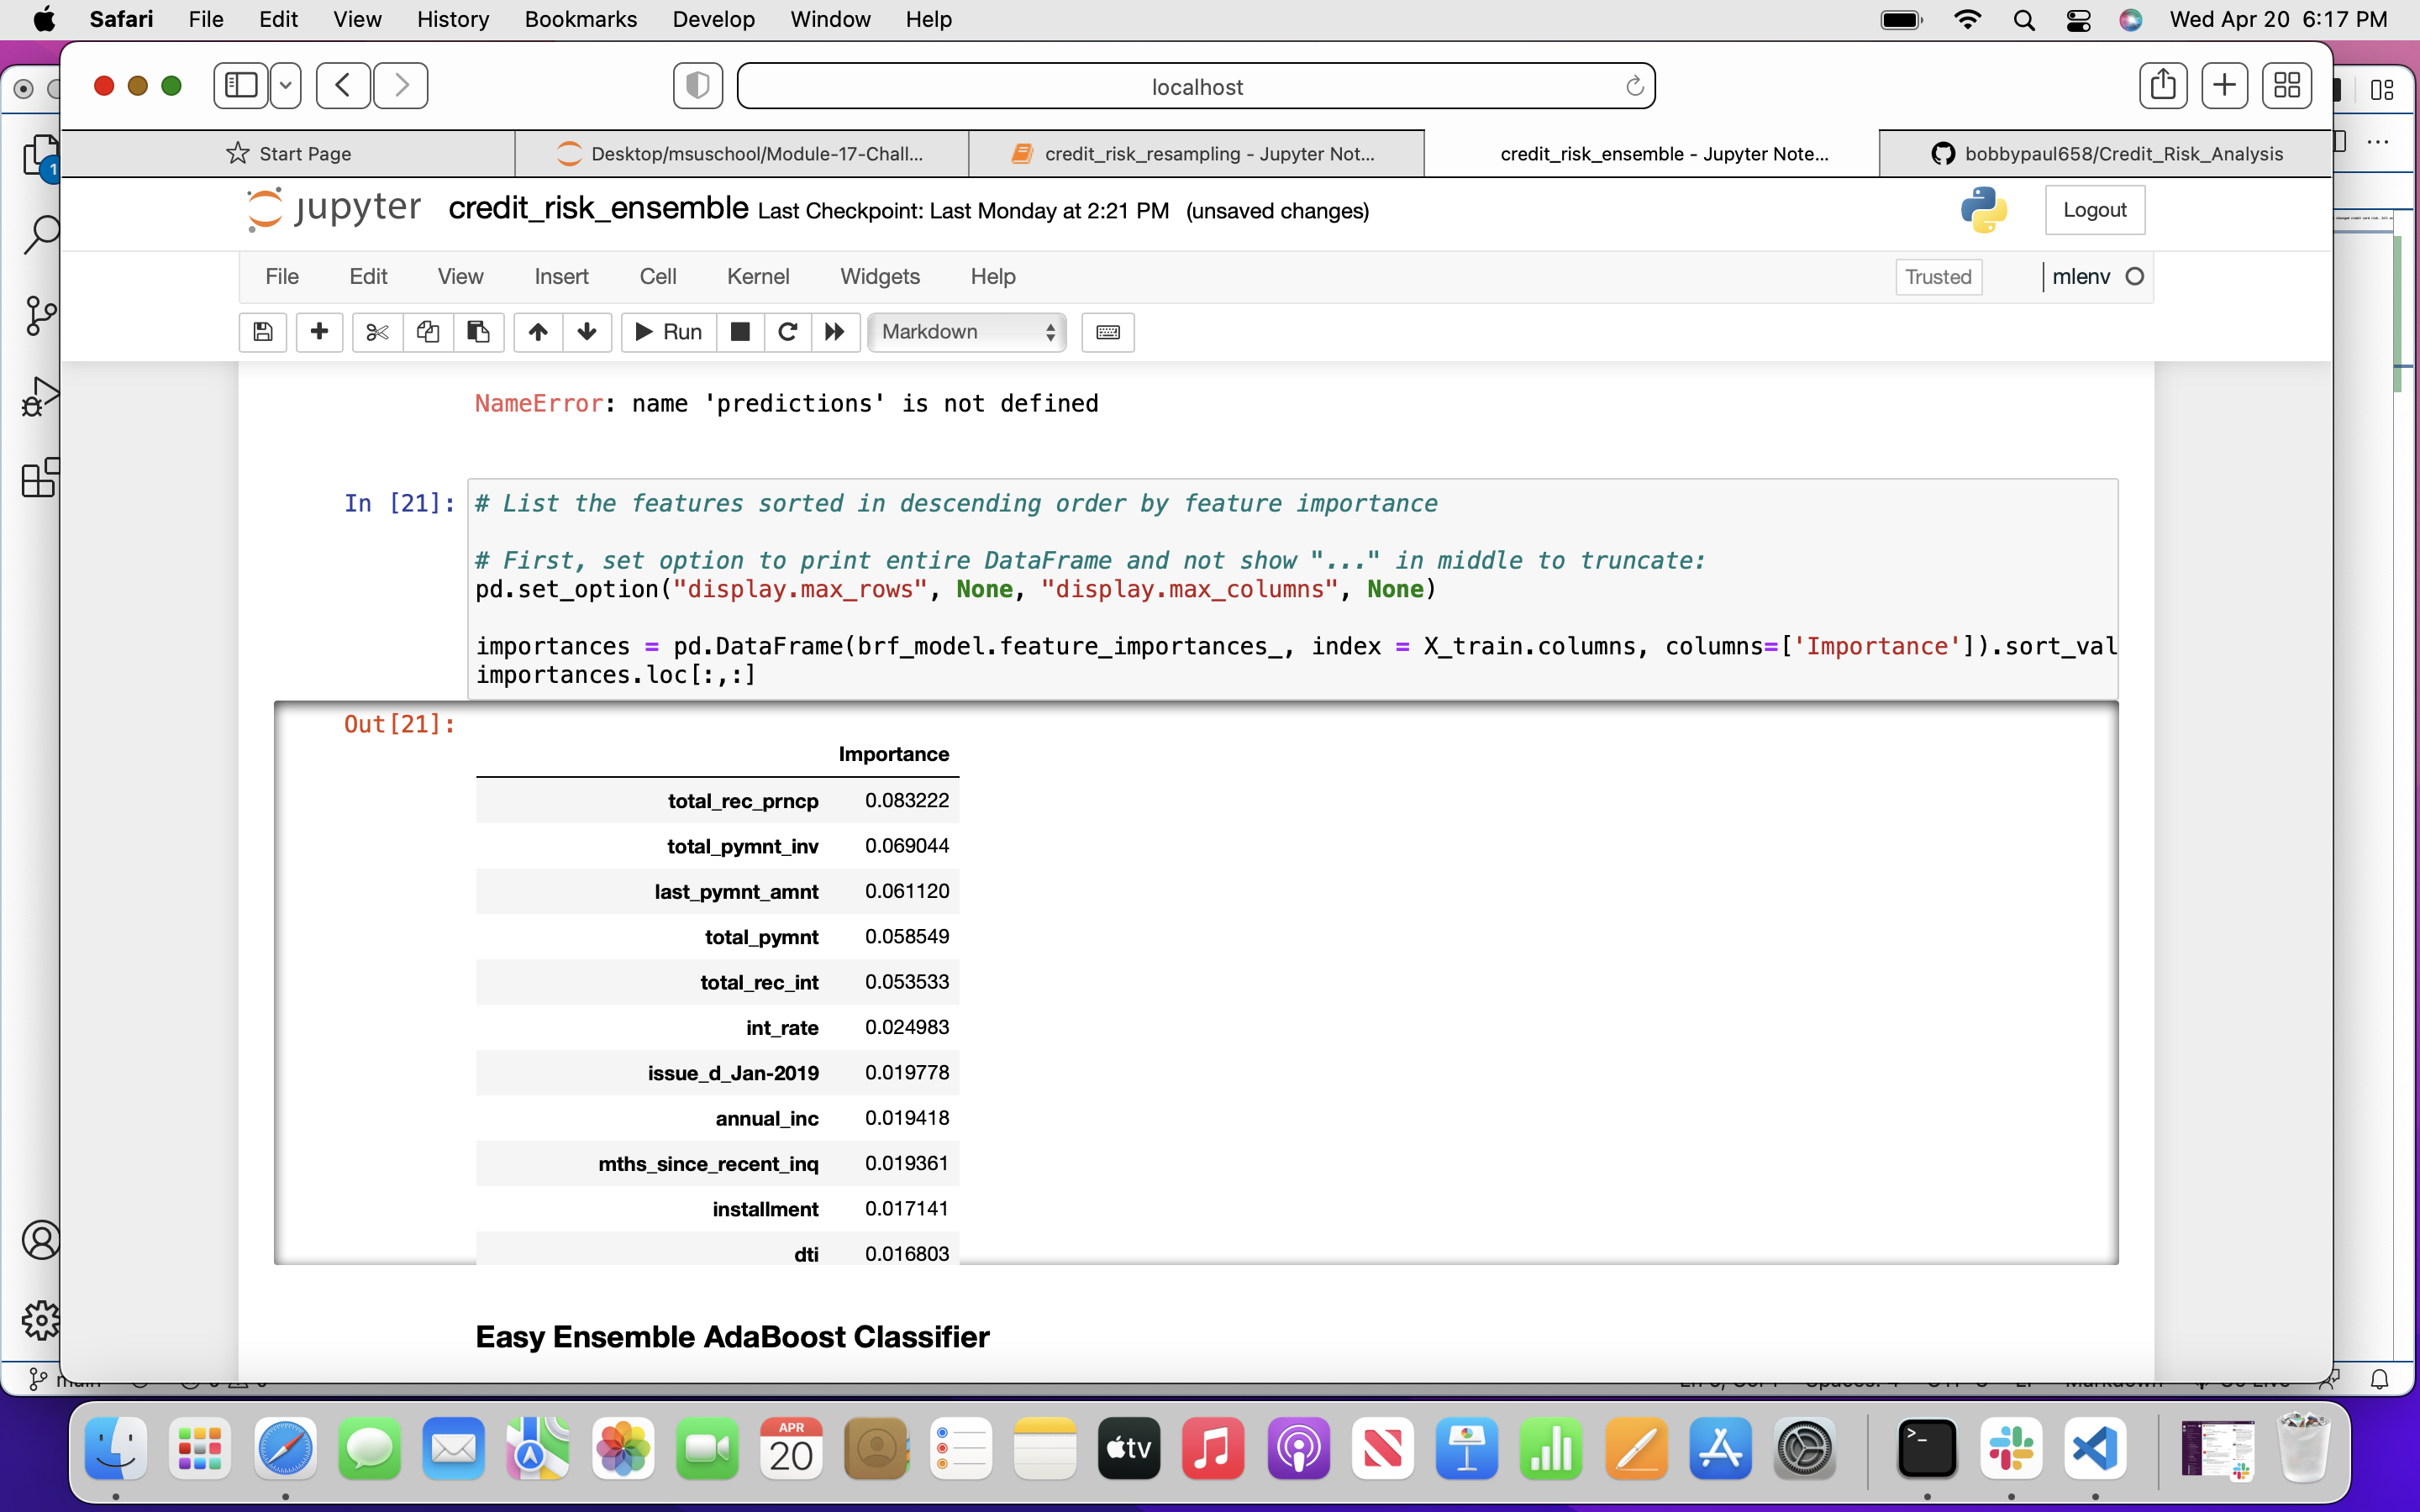 Safari File Edit View History Bookmarks Develop Window Help Wed Apr 20 6:17 PM
localhost
Start Page Desktop/msuschool/Module-17-Chall... credit_risk_resampling - Jupyter Not... credit_risk_ensemble - Jupyter Note... bobbypaul658/Credit_Risk_Analysis
1
jupyter credit_risk_ensemble Last Checkpoint: Last Monday at 2:21 PM (unsaved changes) Logout
File Edit View Insert Cell Kernel Widgets Help Trusted mlenv
Run Markdown
NameError: name 'predictions' is not defined
In [21]: # List the features sorted in descending order by feature importance
# First, set option to print entire DataFrame and not show "..." in middle to truncate:
pd.set_option("display.max_rows", None, "display.max_columns", None)
importances = pd.DataFrame(brf_model.feature_importances_, index = X_train.columns, columns=['Importance']).sort_val
importances.loc[:,:]
Out[21]:
Importance
total_rec_prncp 0.083222
total_pymnt_inv 0.069044
last_pymnt_amnt 0.061120
total_pymnt 0.058549
total_rec_int 0.053533
int_rate 0.024983
issue_d_Jan-2019 0.019778
annual_inc 0.019418
mths_since_recent_inq 0.019361
installment 0.017141
dti 0.016803
Easy Ensemble AdaBoost Classifier
APR
20
tv